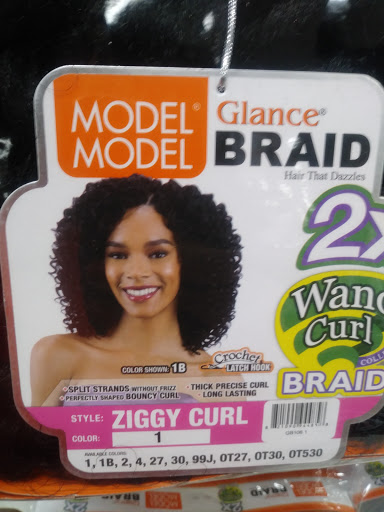 MODEL®
MODEL
Glance®
BRAID
Hair That Dazzles
2X
Wand
Curl
BRAID
COLOR SHOWN: 1B
Crochet
LATCH HOOK
SPLIT STRANDS WITHOUT FRIZZ
PERFECTLY SHAPED BOUNCY CURL
THICK PRECISE CURL
LONG LASTING
STYLE: ZIGGY CURL
COLOR: 1
AVAILABLE COLORS:
1, 1B, 2, 4, 27, 30, 99J, OT27, OT30, OT530
MODEL
BRAID